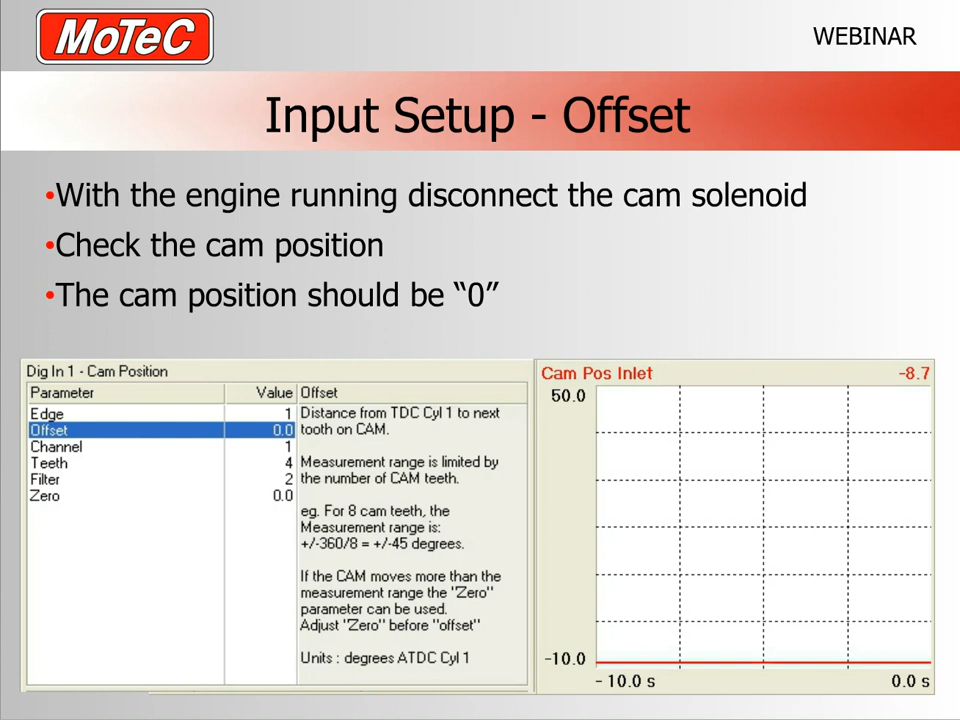 MoTeC
WEBINAR
Input Setup - Offset
•With the engine running disconnect the cam solenoid
•Check the cam position
•The cam position should be “0”
Dig In 1 - Cam Position
Parameter Value Offset
Edge 1
Offset 0.0
Channel 1
Teeth 4
Filter 2
Zero 0.0
Distance from TDC Cyl 1 to next
tooth on CAM.
Measurement range is limited by
the number of CAM teeth.
eg. For 8 cam teeth, the
Measurement range is:
+/-360/8 = +/-45 degrees.
If the CAM moves more than the
measurement range the "Zero"
parameter can be used.
Adjust "Zero" before "offset"
Units : degrees ATDC Cyl 1
Cam Pos Inlet -8.7
50.0
-10.0
-10.0 s 0.0 s